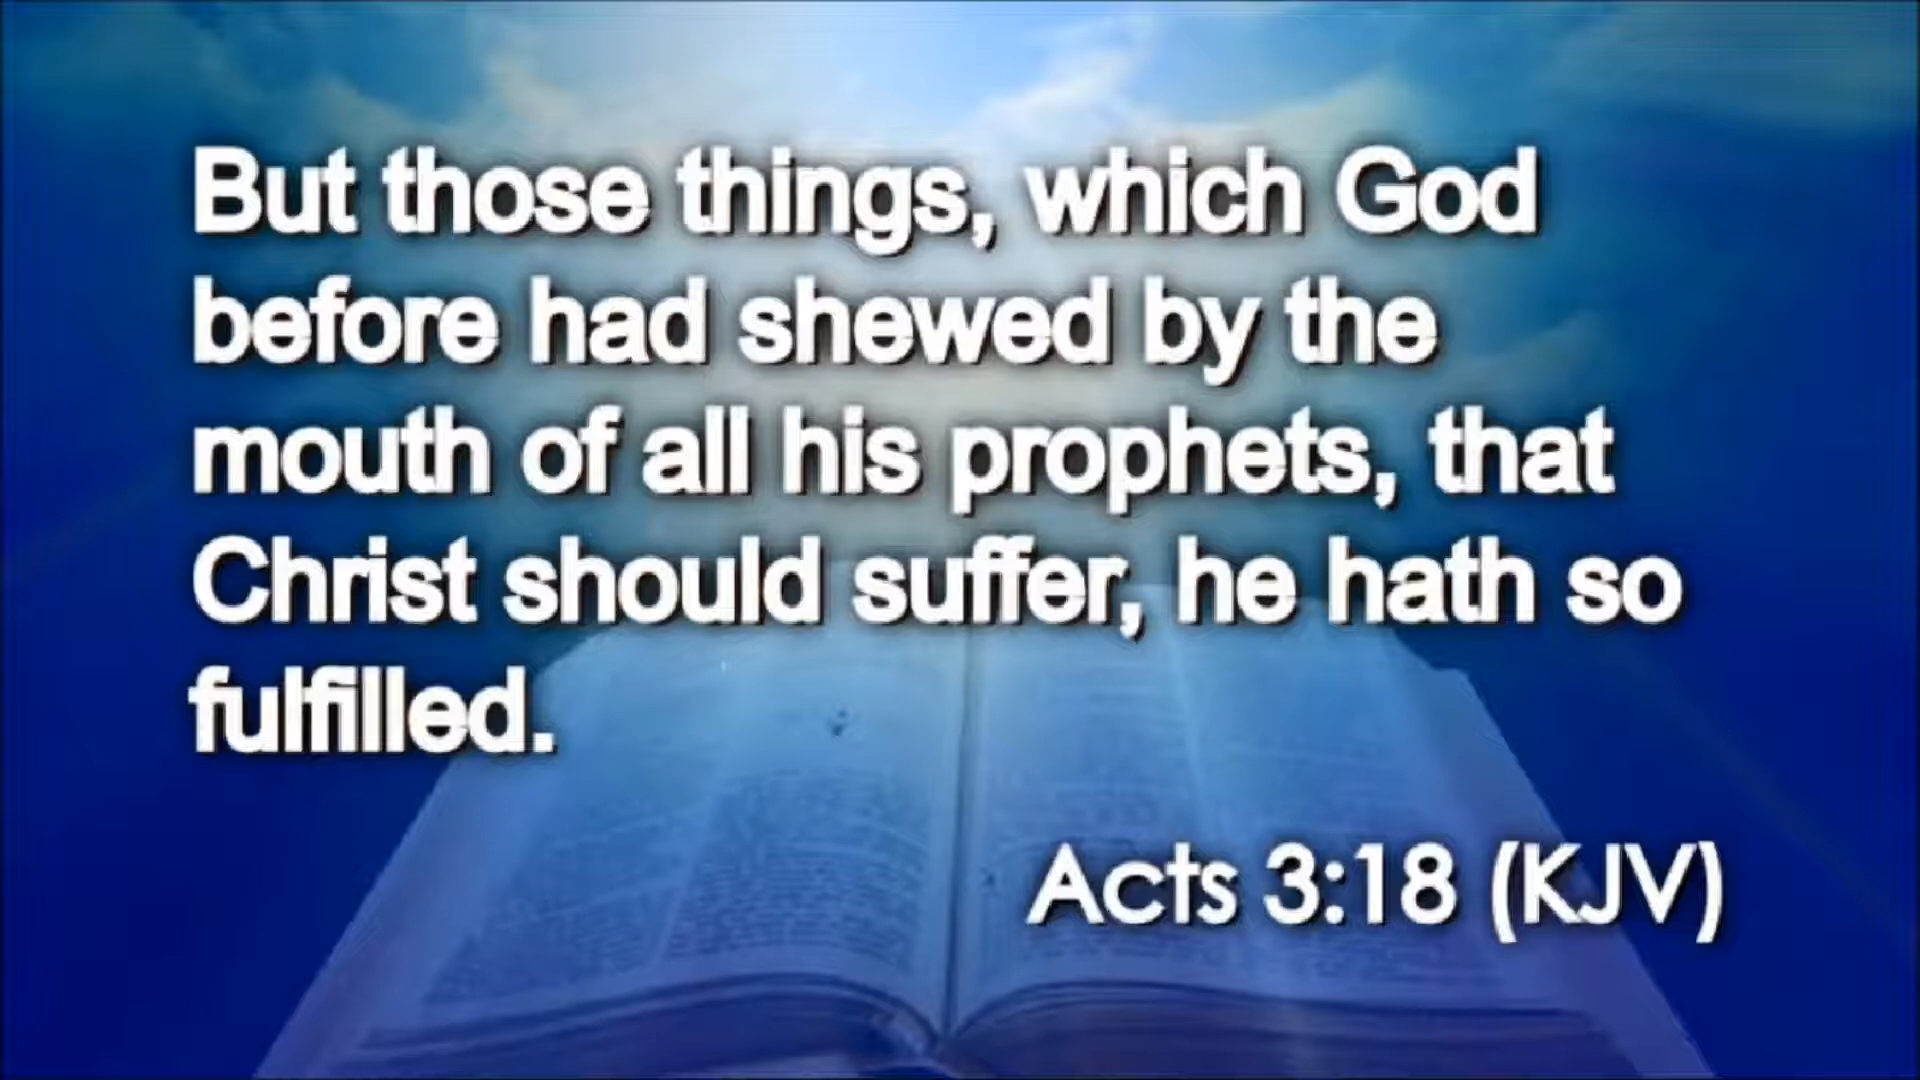 But those things, which God
before had shewed by the
mouth of all his prophets, that
Christ should suffer, he hath so
fulfilled.
Acts 3:18 (KJV)